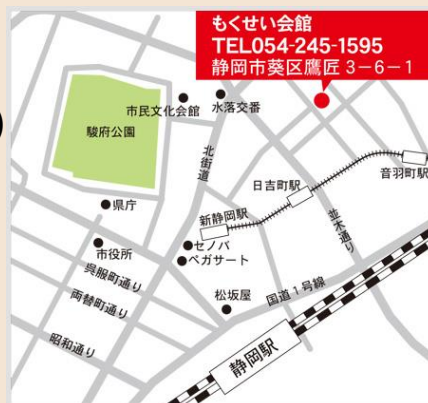 もくせい会館
TEL054-245-1595
静岡市葵区鷹匠3-6-1
市民文化会館
水落交番
駿府公園
北街道
音羽町駅
日吉町駅
県庁
新静岡駅
並木通り
市役所
セノバ
ペガサート
呉服町通り
国道1号線
両替町通り
松坂屋
昭和通り
静岡駅